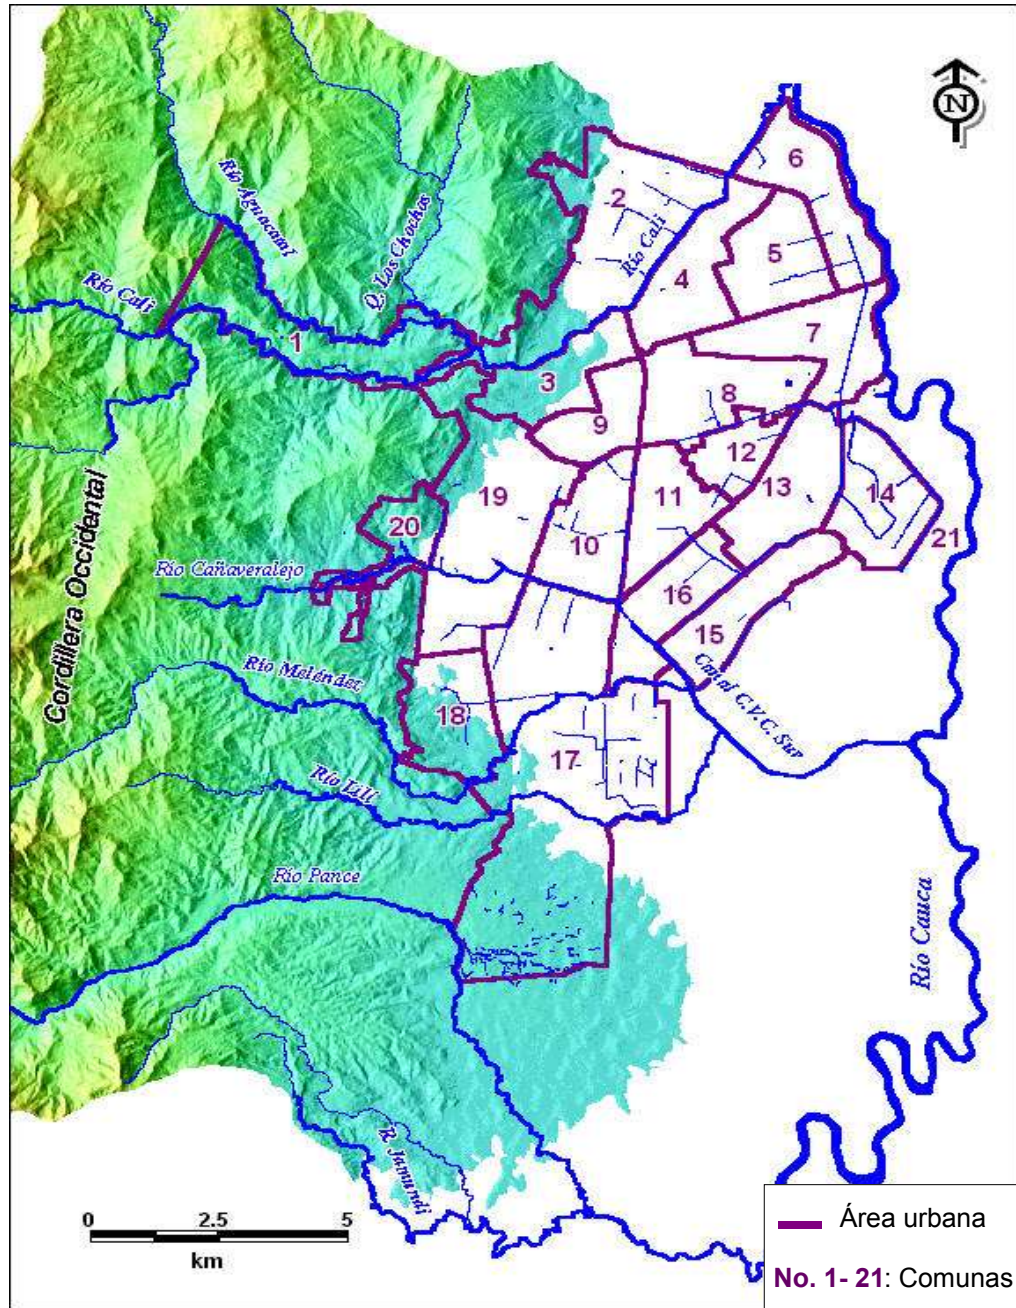 N
6
2
Río Aguacatal
Q. Los Chochos
Río Cali
5
4
Río Cali
7
1
3
8
9
12
19
11
13
14
20
21
10
Cordillera Occidental
Río Cañaveralejo
16
15
Río Meléndez
Canal C.V.C. Sur
18
17
Río Lili
Río Pance
Río Cauca
R. Jamundí
0 2.5 5
km
Área urbana
No. 1- 21: Comunas